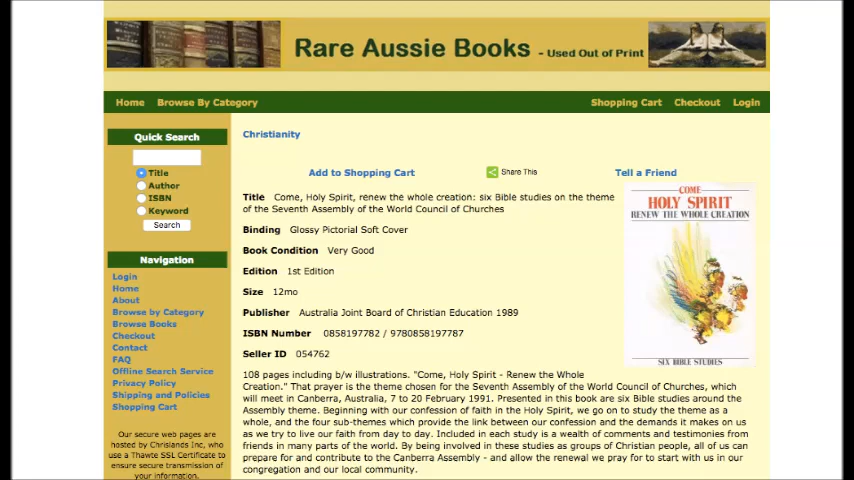 Rare Aussie Books - Used Out of Print
Home Browse By Category Shopping Cart Checkout Login
Quick Search
Title
Author
ISBN
Keyword
Search
Navigation
Login
Home
About
Browse by Category
Browse Books
Checkout
Contact
FAQ
Offline Search Service
Privacy Policy
Shipping and Policies
Shopping Cart
Our secure web pages are
hosted by Chrislands Inc, who
use a Thawte SSL Certificate to
ensure secure transmission of
your information.
Christianity
Add to Shopping Cart Share This Tell a Friend
Title Come, Holy Spirit, renew the whole creation: six Bible studies on the theme
of the Seventh Assembly of the World Council of Churches
Binding Glossy Pictorial Soft Cover
Book Condition Very Good
Edition 1st Edition
Size 12mo
Publisher Australia Joint Board of Christian Education 1989
ISBN Number 0858197782 / 9780858197787
Seller ID 054762
COME
HOLY SPIRIT
RENEW THE WHOLE CREATION
SIX BIBLE STUDIES
108 pages including b/w illustrations. "Come, Holy Spirit - Renew the Whole
Creation." That prayer is the theme chosen for the Seventh Assembly of the World Council of Churches, which
will meet in Canberra, Australia, 7 to 20 February 1991. Presented in this book are six Bible studies around the
Assembly theme. Beginning with our confession of faith in the Holy Spirit, we go on to study the theme as a
whole, and the four sub-themes which provide the link between our confession and the demands it makes on us
as we try to live our faith from day to day. Included in each study is a wealth of comments and testimonies from
friends in many parts of the world. By being involved in these studies as groups of Christian people, all of us can
prepare for and contribute to the Canberra Assembly - and allow the renewal we pray for to start with us in our
congregation and our local community.